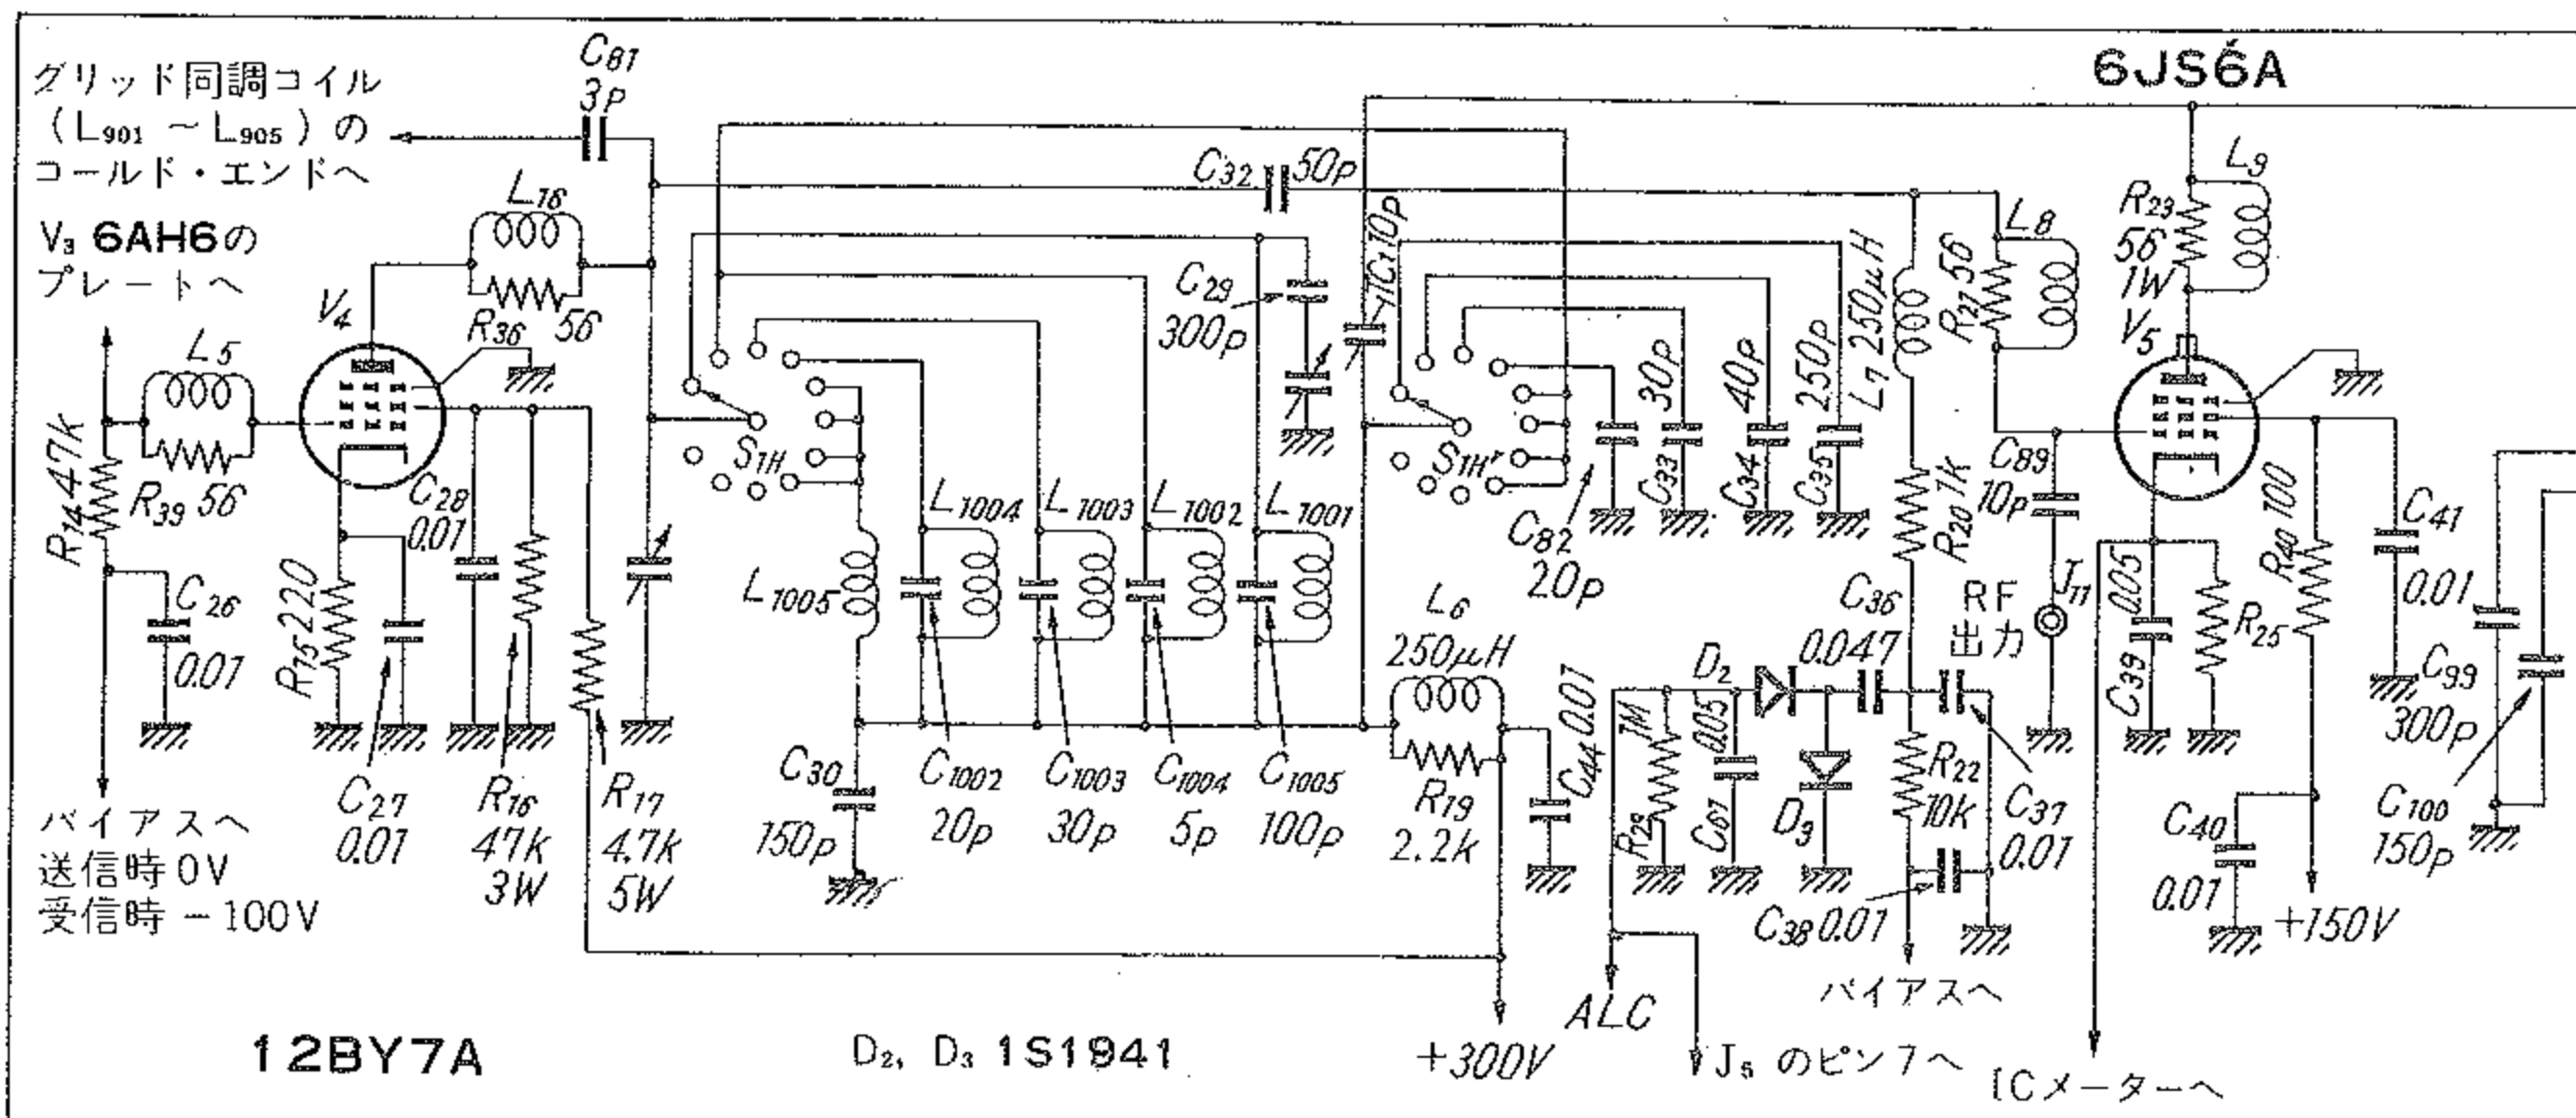 グリッド同調コイル
(L901 ~ L905) の
コールド・エンドへ
C81
3P
6JS6A
V3 6AH6の
プレートへ
L16
R36
56
V4
L5
R39 56
R14 47k
C26
0.01
R15 220
C27
0.01
C28
0.01
R16
47k
3W
R17
4.7k
5W
バイアスへ
送信時 0V
受信時 -100V
12BY7A
C32
50p
C29
300p
TC1 10p
S1H
S1H'
L1005
L1004
L1003
L1002
L1001
C30
150p
C1002
20p
C1003
30p
C1004
5p
C1005
100p
L6
250μH
R19
2.2k
C44 0.01
+300V
D2, D3 1S1941
C82
20p
C33
30p
C34
40p
C35
250p
L7 250μH
R20 1k
R21 56
L8
L9
R23
56
1W
V5
C89
10p
J11
RF
出力
C36
0.047
D2
D3
R29
1M
C67
0.05
R22
10k
C37
0.01
C38 0.01
バイアスへ
ALC
J5 のピン7へ
ICメーターへ
C39
0.05
R25
R40 100
C41
0.01
C40
0.01
+150V
C99
300p
C100
150p